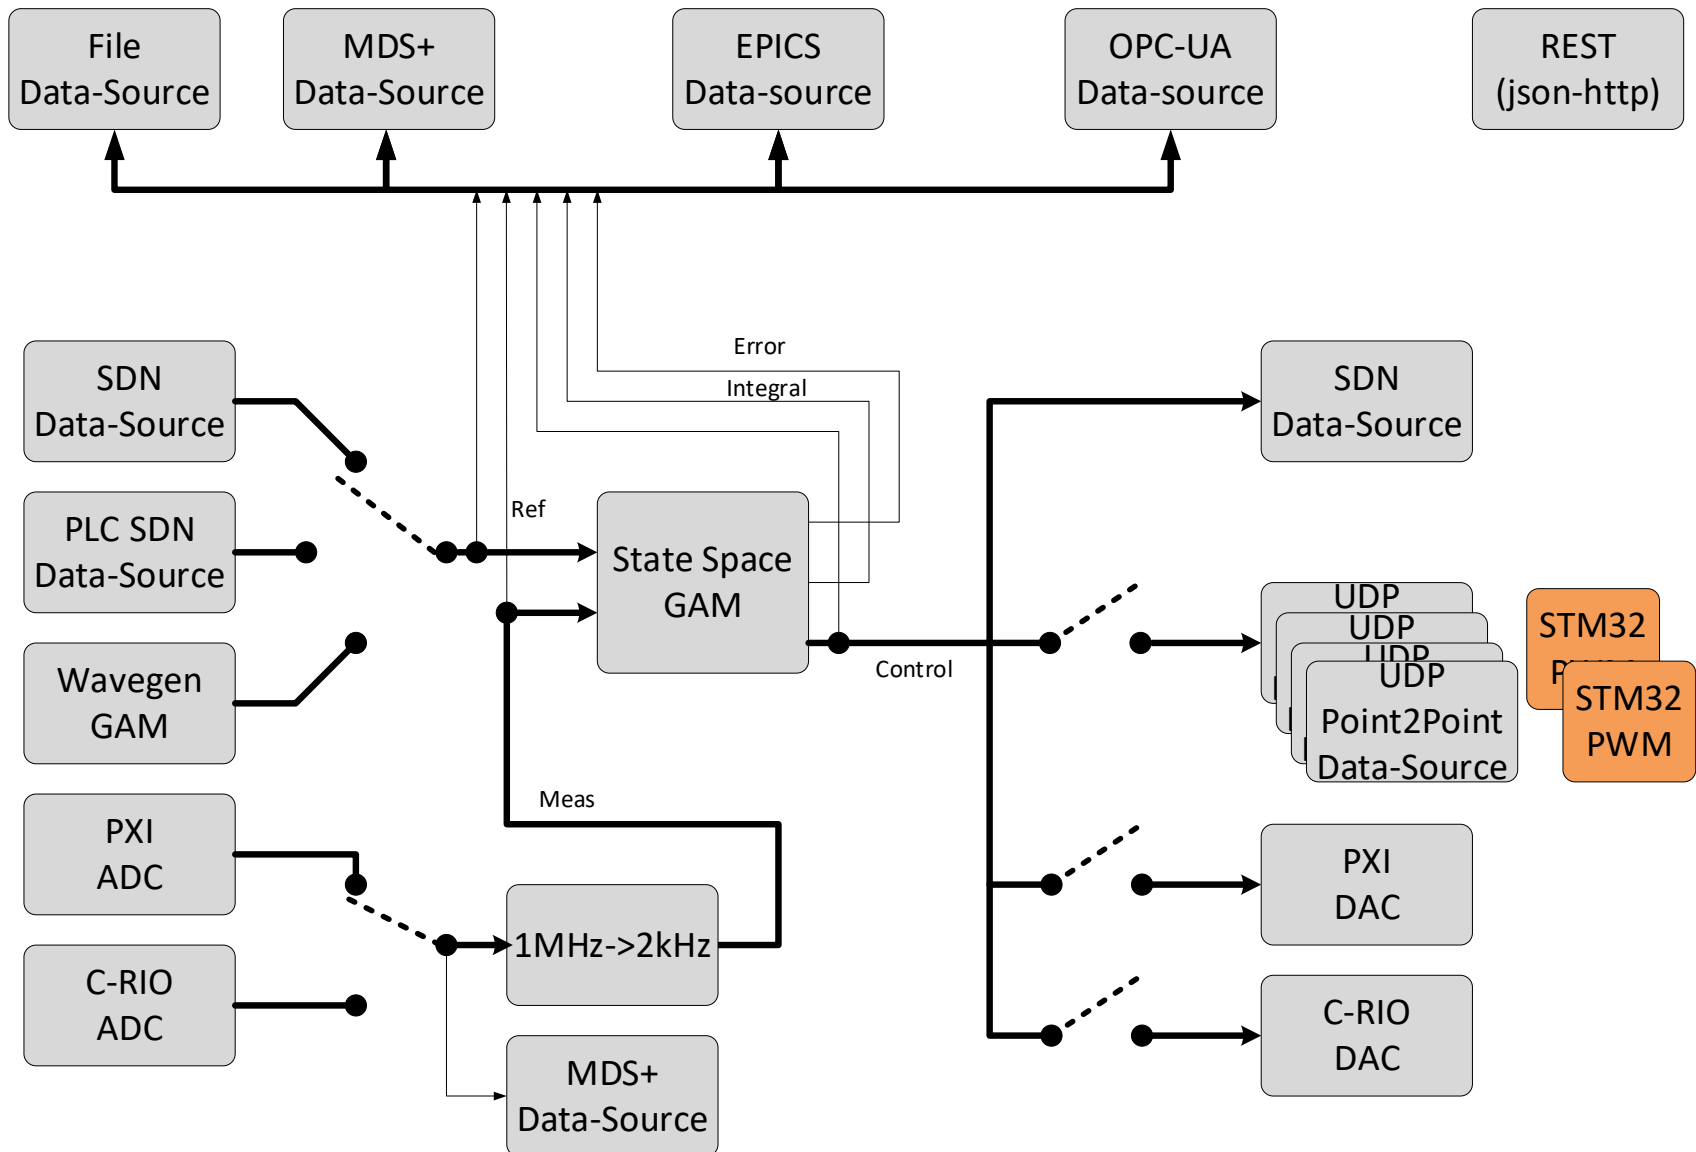 File
Data-Source
MDS+
Data-Source
EPICS
Data-source
OPC-UA
Data-source
REST
(json-http)
Error
Integral
SDN
Data-Source
SDN
Data-Source
Ref
PLC SDN
Data-Source
State Space
GAM
Control
UDP
UDP
UDP
UDP
Point2Point
Data-Source
STM32
STM32
PWM
Wavegen
GAM
Meas
PXI
ADC
PXI
DAC
1MHz->2kHz
C-RIO
ADC
C-RIO
DAC
MDS+
Data-Source